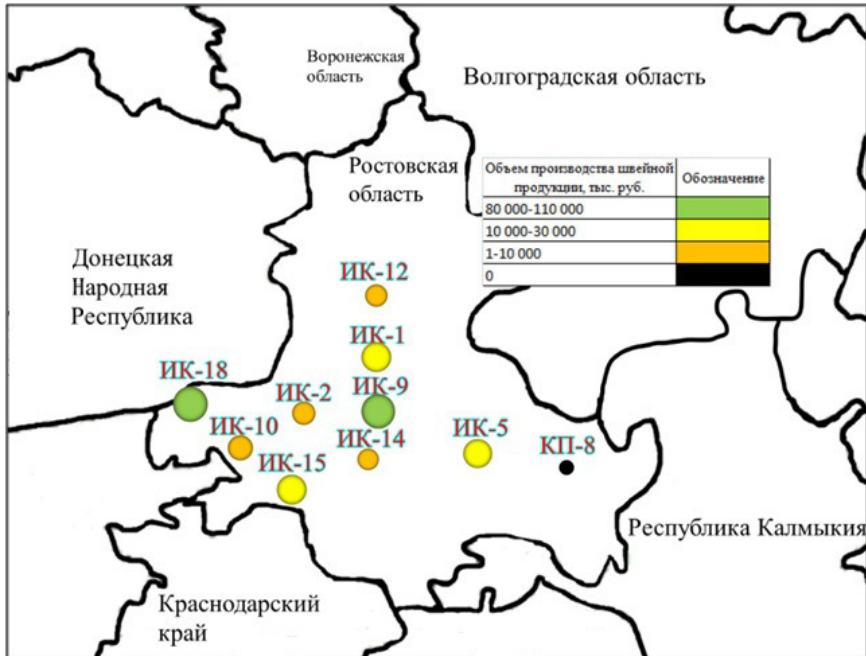 Воронежская
область
Волгоградская область
Ростовская
область
Объем производства швейной
продукции, тыс. руб.
Обозначение
80 000-110 000
10 000-30 000
1-10 000
0
Донецкая
Народная
Республика
ИК-12
ИК-1
ИК-18
ИК-2
ИК-9
ИК-10
ИК-14
ИК-5
КП-8
ИК-15
Республика Калмыкия
Краснодарский
край